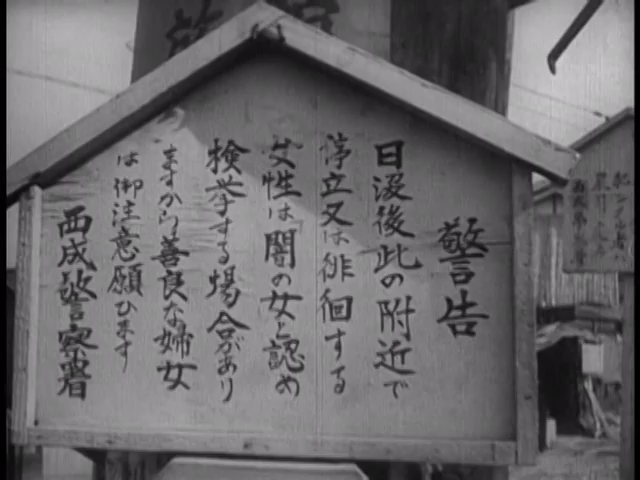 警告
日没後此の附近で
停立又は徘徊する
女性は闇の女と認め
検挙する場合があり
ますから善良な婦女
は御注意願ひます
西成警察署